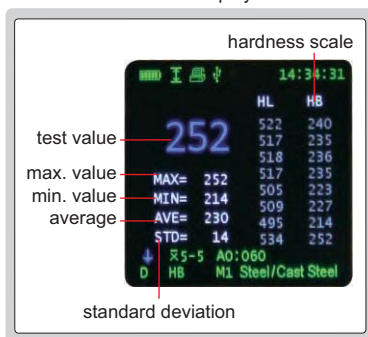 hardness scale
14:34:31
HL HB
test value
252
522 240
517 235
518 236
517 235
505 223
509 227
495 214
534 252
max. value
MAX= 252
min. value
MIN= 214
average
AVE= 230
STD= 14
x̅5-5 A0:060
D HB M1 Steel/Cast Steel
standard deviation